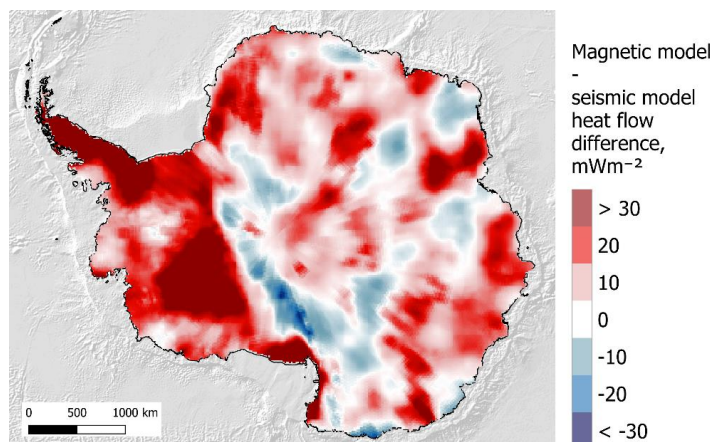 Magnetic model
-
seismic model
heat flow
difference,
mWm⁻²
> 30
20
10
0
-10
-20
< -30
0 500 1000 km